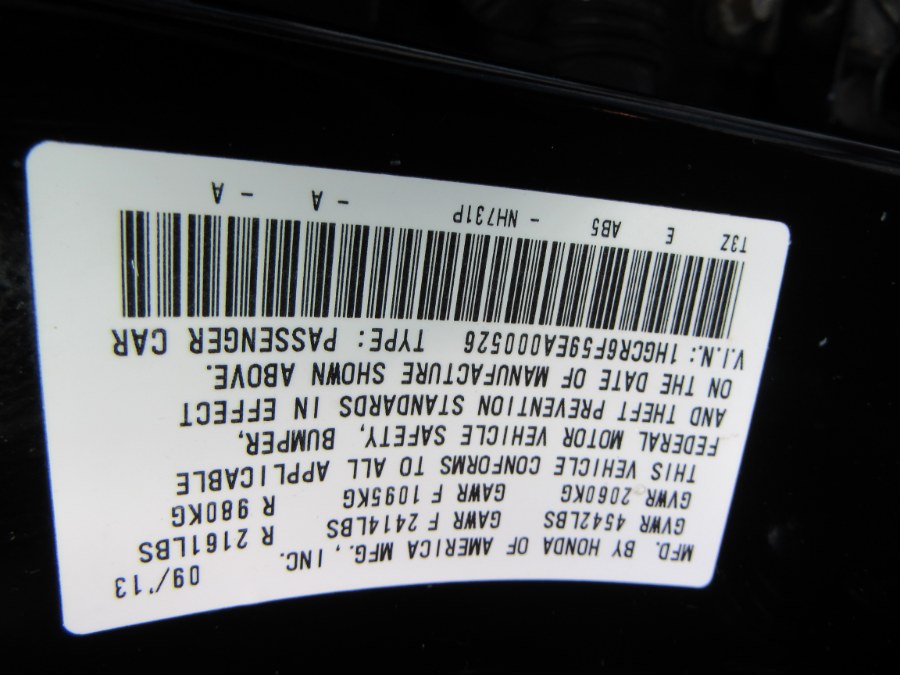 MFD. BY HONDA OF AMERICA MFG., INC. 09/'13
GVWR 4542LBS GAWR F 2414LBS R 2161LBS
GVWR 2060KG GAWR F 1095KG R 980KG
THIS VEHICLE CONFORMS TO ALL APPLICABLE
FEDERAL MOTOR VEHICLE SAFETY, BUMPER,
AND THEFT PREVENTION STANDARDS IN EFFECT
ON THE DATE OF MANUFACTURE SHOWN ABOVE.
V.I.N.: 1HGCR6F59EA000526 TYPE: PASSENGER CAR
T3Z E AB5 - NH731P - A - A